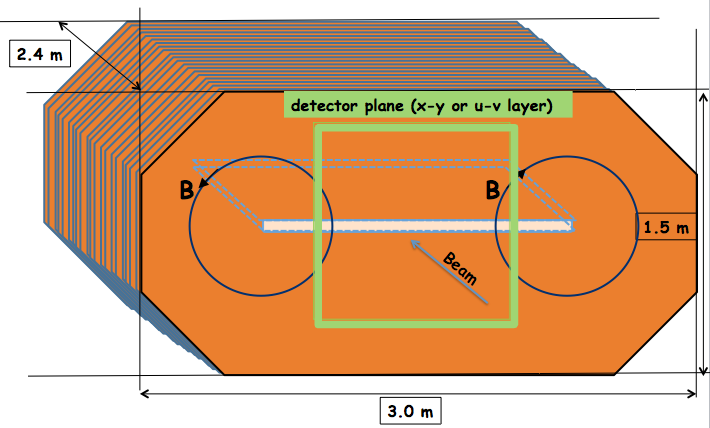 2.4 m
detector plane (x-y or u-v layer)
B
B
1.5 m
Beam
3.0 m